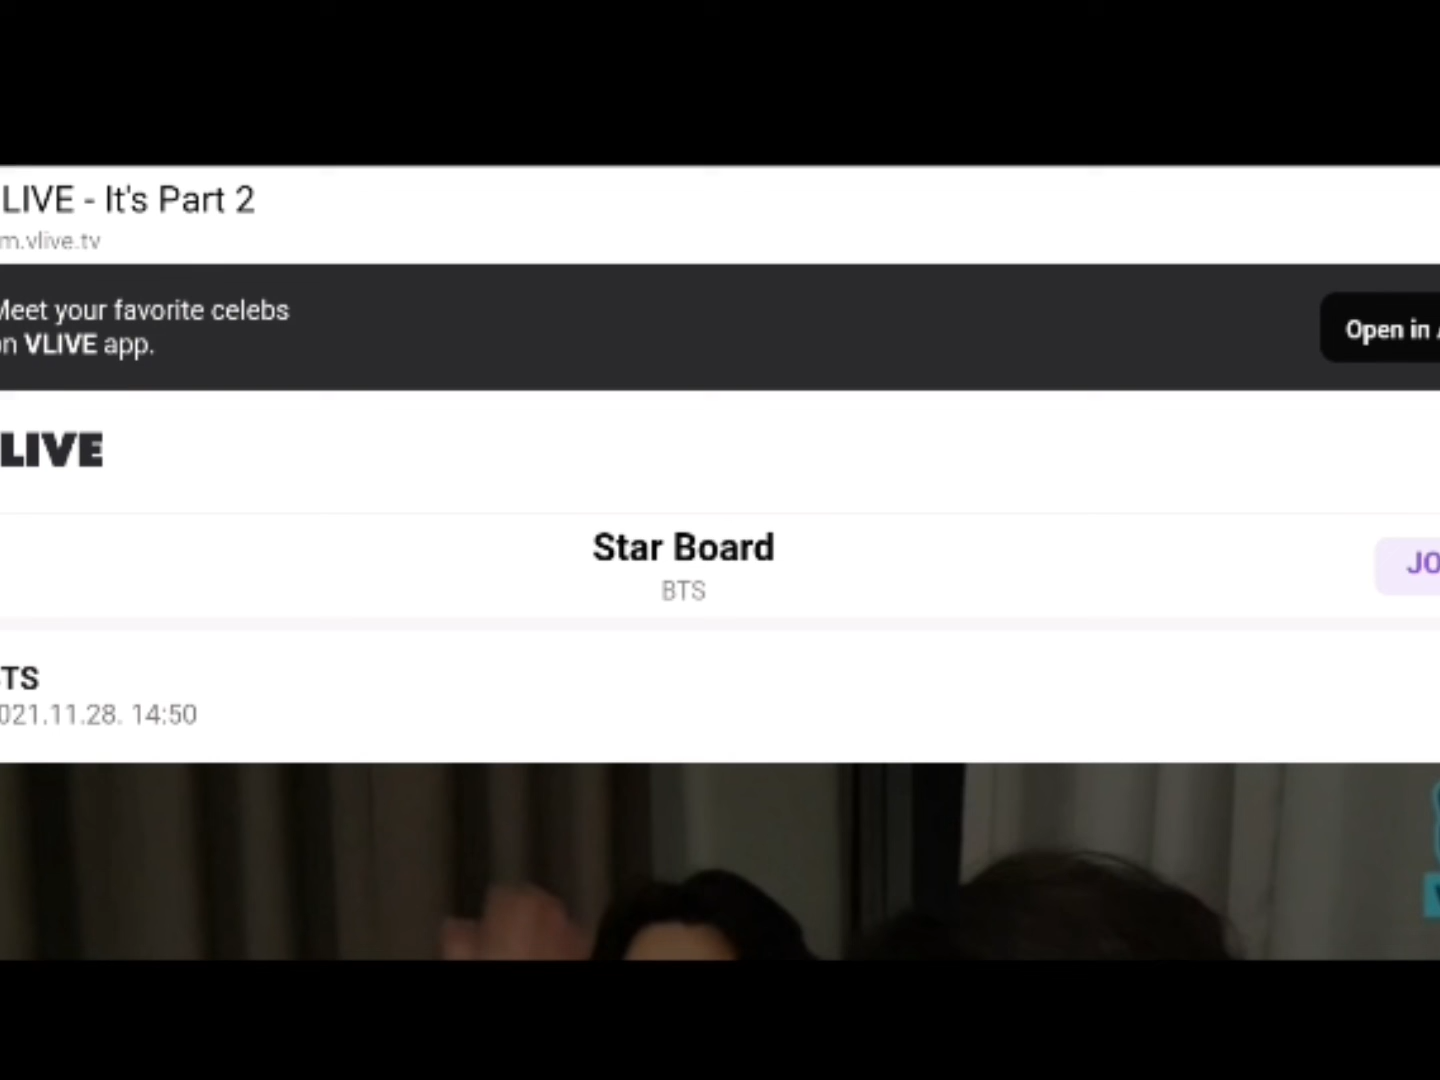 LIVE - It's Part 2
m.vlive.tv
Meet your favorite celebs
on VLIVE app.
Open in
LIVE
Star Board
BTS
JO
TS
021.11.28. 14:50